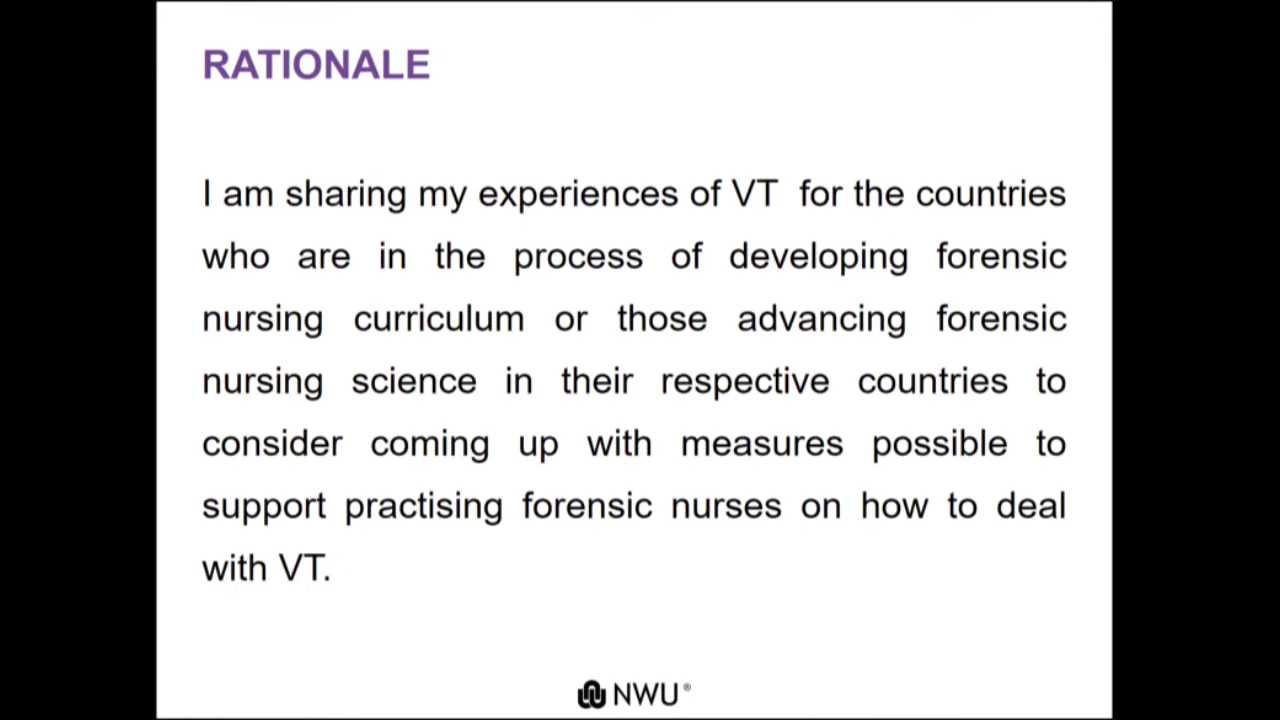 RATIONALE
I am sharing my experiences of VT for the countries
who are in the process of developing forensic
nursing curriculum or those advancing forensic
nursing science in their respective countries to
consider coming up with measures possible to
support practising forensic nurses on how to deal
with VT.
NWU®